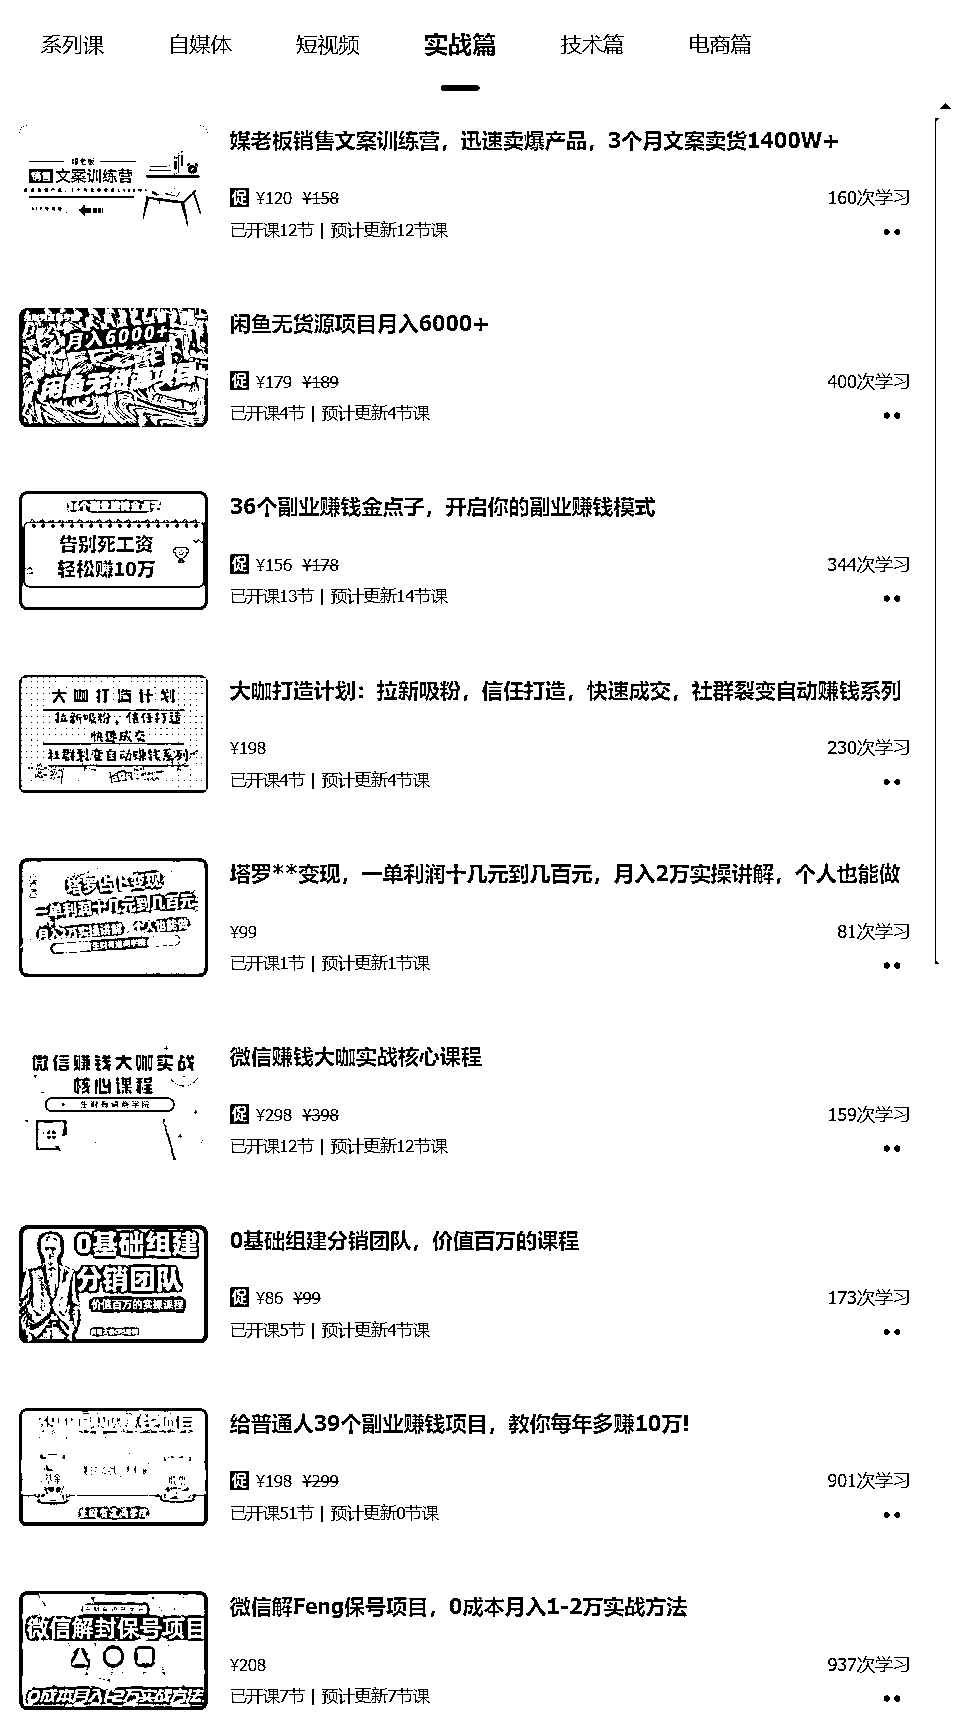 系列课 自媒体 短视频 实战篇 技术篇 电商篇
媒老板销售文案训练营，迅速卖爆产品，3个月文案卖货1400W+
销售 文案训练营
促 ¥120 ¥158 160次学习
已开课12节 | 预计更新12节课
闲鱼无货源项目月入6000+
月入6000+
闲鱼无货源项目
促 ¥179 ¥189 400次学习
已开课4节 | 预计更新4节课
36个副业赚钱金点子，开启你的副业赚钱模式
告别死工资
轻松赚10万
促 ¥156 ¥178 344次学习
已开课13节 | 预计更新14节课
大咖打造计划：拉新吸粉，信任打造，快速成交，社群裂变自动赚钱系列
大咖打造计划
拉新吸粉，信任打造
快速成交
社群裂变自动赚钱系列
¥198 230次学习
已开课4节 | 预计更新4节课
塔罗**变现，一单利润十几元到几百元，月入2万实操讲解，个人也能做
塔罗占卜变现
一单利润十几元到几百元
月入2万实操讲解，个人也能做
¥99 81次学习
已开课1节 | 预计更新1节课
微信赚钱大咖实战核心课程
微信赚钱大咖实战
核心课程
促 ¥298 ¥398 159次学习
已开课12节 | 预计更新12节课
0基础组建分销团队，价值百万的课程
0基础组建
分销团队
价值百万的实操课程
促 ¥86 ¥99 173次学习
已开课5节 | 预计更新4节课
给普通人39个副业赚钱项目，教你每年多赚10万!
促 ¥198 ¥299 901次学习
已开课51节 | 预计更新0节课
微信解Feng保号项目，0成本月入1-2万实战方法
微信解封保号项目
0成本月入1-2万实战方法
¥208 937次学习
已开课7节 | 预计更新7节课